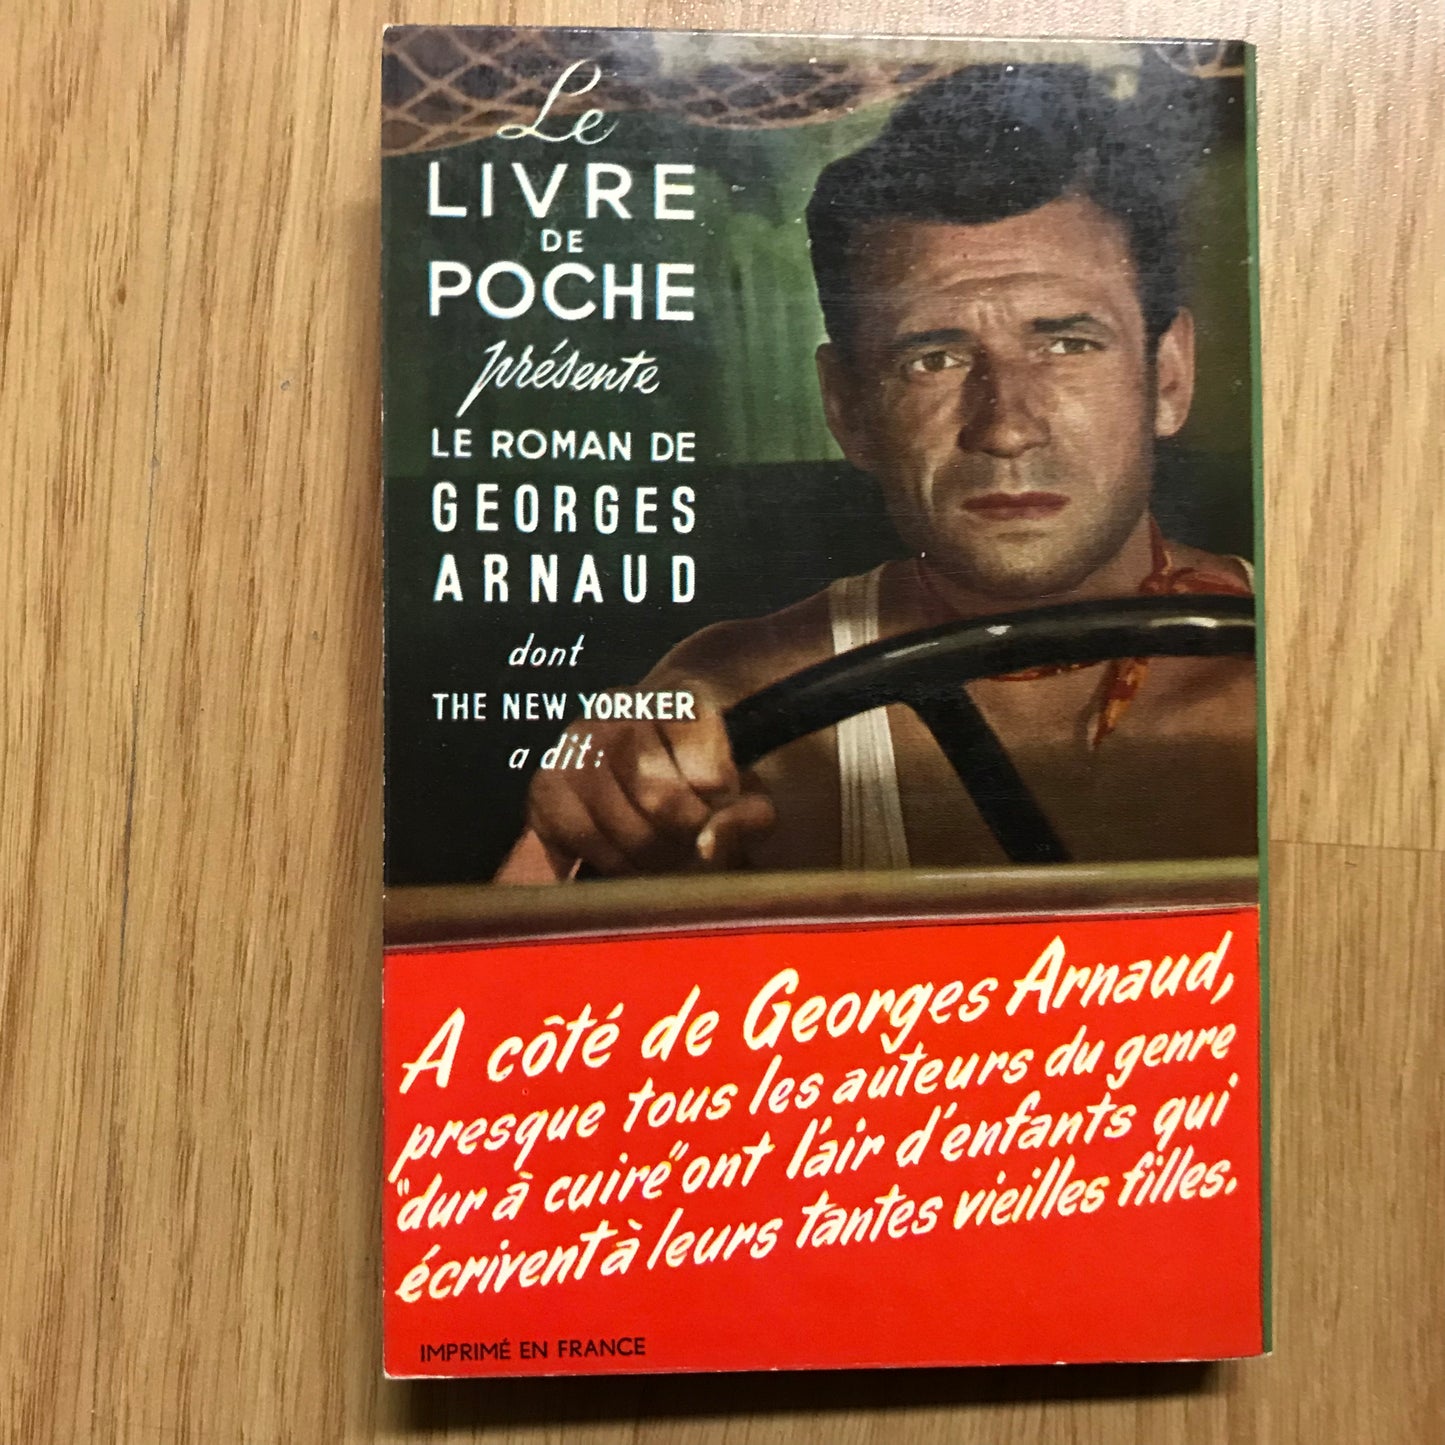 Le
LIVRE
DE
POCHE
présente
LE ROMAN DE
GEORGES
ARNAUD
dont
THE NEW YORKER
a dit:
A côté de Georges Arnaud,
presque tous les auteurs du genre
"dur à cuire" ont l'air d'enfants qui
écrivent à leurs tantes vieilles filles.
IMPRIMÉ EN FRANCE